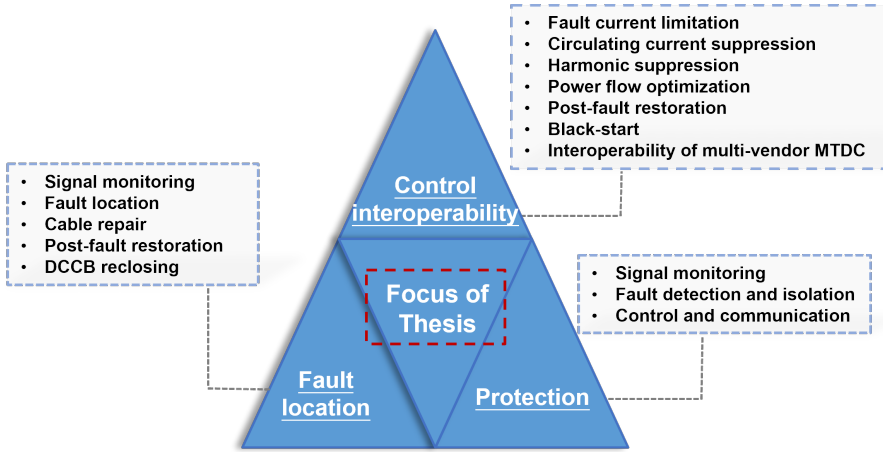 • Fault current limitation
• Circulating current suppression
• Harmonic suppression
• Power flow optimization
• Post-fault restoration
• Black-start
• Interoperability of multi-vendor MTDC
Control
interoperability
• Signal monitoring
• Fault location
• Cable repair
• Post-fault restoration
• DCCB reclosing
• Signal monitoring
• Fault detection and isolation
• Control and communication
Focus of
Thesis
Fault
location
Protection